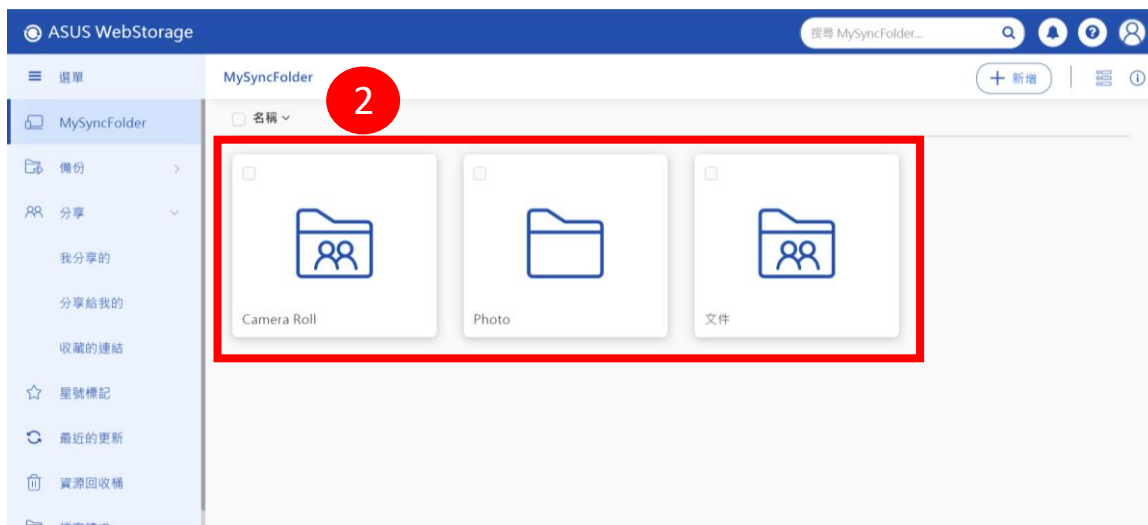 ASUS WebStorage
搜尋 MySyncFolder...
選單
MySyncFolder
備份
分享
我分享的
分享給我的
收藏的連結
星號標記
最近的更新
資源回收桶
MySyncFolder
新增
2
名稱
Camera Roll
Photo
文件